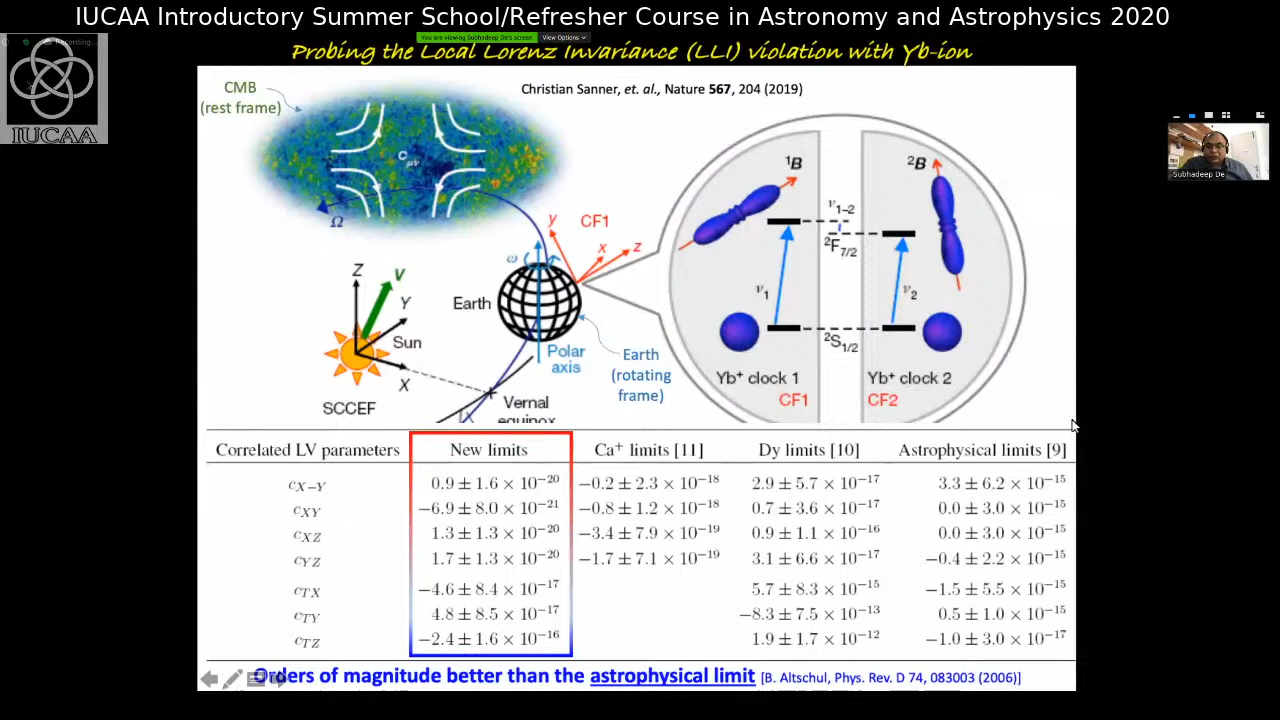 IUCAA Introductory Summer School/Refresher Course in Astronomy and Astrophysics 2020
Recording...
You are viewing Subhadeep De's screen
View Options
Probing the Local Lorenz Invariance (LLI) violation with Yb-ion
IUCAA
Subhadeep De
CMB
(rest frame)
Christian Sanner, et. al., Nature 567, 204 (2019)
c_μν
Ω
y
CF1
x
z
ω
Earth
Polar
axis
Earth
(rotating
frame)
Z
V
Y
Sun
X
SCCEF
Vernal
equinox
¹B
²B
ν₁₋₂
²F₇/₂
ν₁
ν₂
²S₁/₂
Yb⁺ clock 1
CF1
Yb⁺ clock 2
CF2
Correlated LV parameters New limits Ca⁺ limits [11] Dy limits [10] Astrophysical limits [9]
c_X−Y 0.9 ± 1.6 × 10⁻²⁰ −0.2 ± 2.3 × 10⁻¹⁸ 2.9 ± 5.7 × 10⁻¹⁷ 3.3 ± 6.2 × 10⁻¹⁵
c_XY −6.9 ± 8.0 × 10⁻²¹ −0.8 ± 1.2 × 10⁻¹⁸ 0.7 ± 3.6 × 10⁻¹⁷ 0.0 ± 3.0 × 10⁻¹⁵
c_XZ 1.3 ± 1.3 × 10⁻²⁰ −3.4 ± 7.9 × 10⁻¹⁹ 0.9 ± 1.1 × 10⁻¹⁶ 0.0 ± 3.0 × 10⁻¹⁵
c_YZ 1.7 ± 1.3 × 10⁻²⁰ −1.7 ± 7.1 × 10⁻¹⁹ 3.1 ± 6.6 × 10⁻¹⁷ −0.4 ± 2.2 × 10⁻¹⁵
c_TX −4.6 ± 8.4 × 10⁻¹⁷ 5.7 ± 8.3 × 10⁻¹⁵ −1.5 ± 5.5 × 10⁻¹⁵
c_TY 4.8 ± 8.5 × 10⁻¹⁷ −8.3 ± 7.5 × 10⁻¹³ 0.5 ± 1.0 × 10⁻¹⁵
c_TZ −2.4 ± 1.6 × 10⁻¹⁶ 1.9 ± 1.7 × 10⁻¹² −1.0 ± 3.0 × 10⁻¹⁷
Orders of magnitude better than the astrophysical limit [B. Altschul, Phys. Rev. D 74, 083003 (2006)]